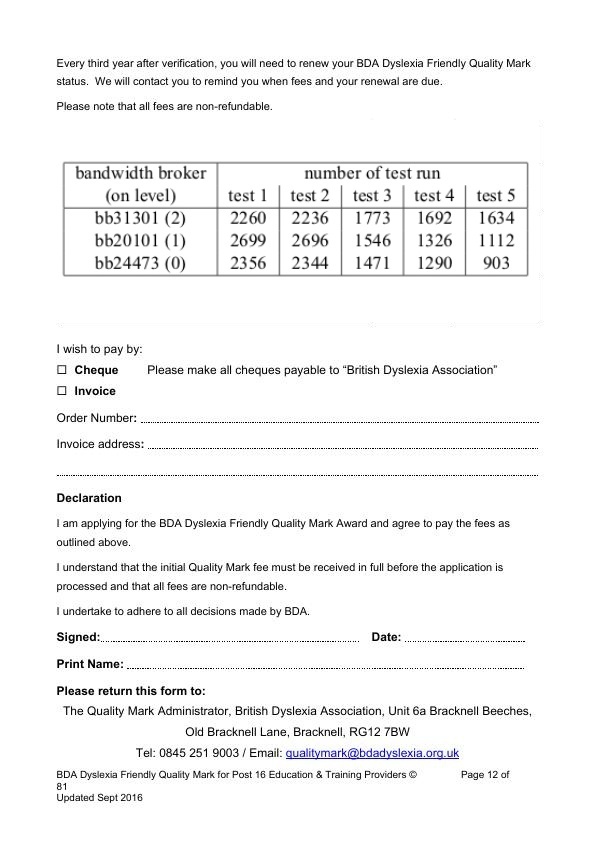 Every third year after verification, you will need to renew your BDA Dyslexia Friendly Quality Mark
status.  We will contact you to remind you when fees and your renewal are due.
Please note that all fees are non-refundable.
bandwidth broker number of test run
(on level) test 1 test 2 test 3 test 4 test 5
bb31301 (2) 2260 2236 1773 1692 1634
bb20101 (1) 2699 2696 1546 1326 1112
bb24473 (0) 2356 2344 1471 1290 903
I wish to pay by:
☐ Cheque Please make all cheques payable to “British Dyslexia Association”
☐ Invoice
Order Number:
Invoice address:
Declaration
I am applying for the BDA Dyslexia Friendly Quality Mark Award and agree to pay the fees as
outlined above.
I understand that the initial Quality Mark fee must be received in full before the application is
processed and that all fees are non-refundable.
I undertake to adhere to all decisions made by BDA.
Signed: Date:
Print Name:
Please return this form to:
The Quality Mark Administrator, British Dyslexia Association, Unit 6a Bracknell Beeches,
Old Bracknell Lane, Bracknell, RG12 7BW
Tel: 0845 251 9003 / Email: qualitymark@bdadyslexia.org.uk
BDA Dyslexia Friendly Quality Mark for Post 16 Education & Training Providers © Page 12 of
81
Updated Sept 2016